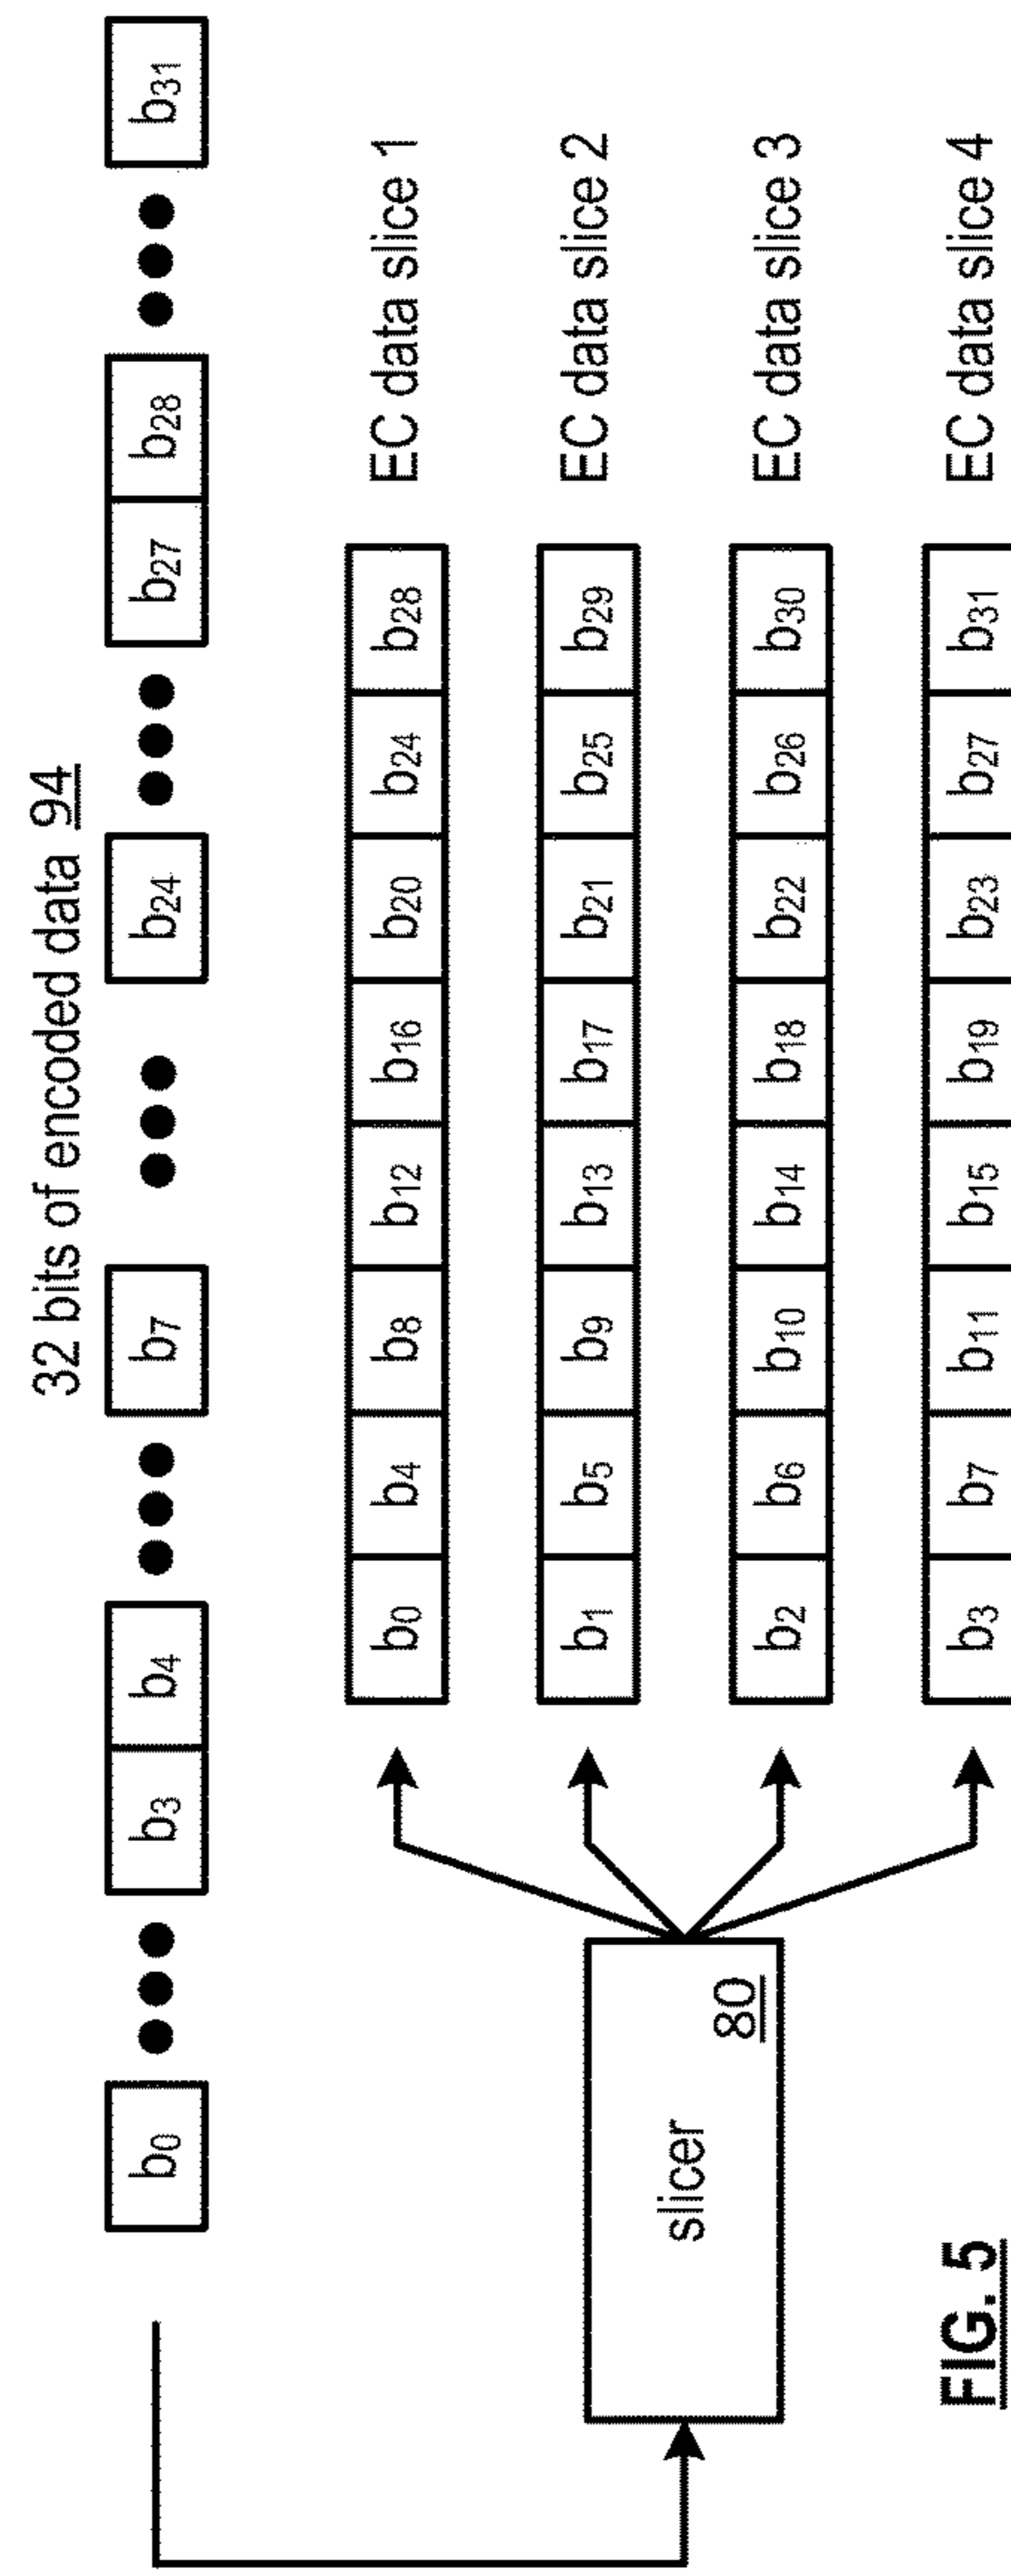 32 bits of encoded data 94
b0 ••• b3 b4 ••• b7 ••• b24 ••• b27 b28 ••• b31
b0 b4 b8 b12 b16 b20 b24 b28 EC data slice 1
b1 b5 b9 b13 b17 b21 b25 b29 EC data slice 2
slicer
80
b2 b6 b10 b14 b18 b22 b26 b30 EC data slice 3
b3 b7 b11 b15 b19 b23 b27 b31 EC data slice 4
FIG. 5